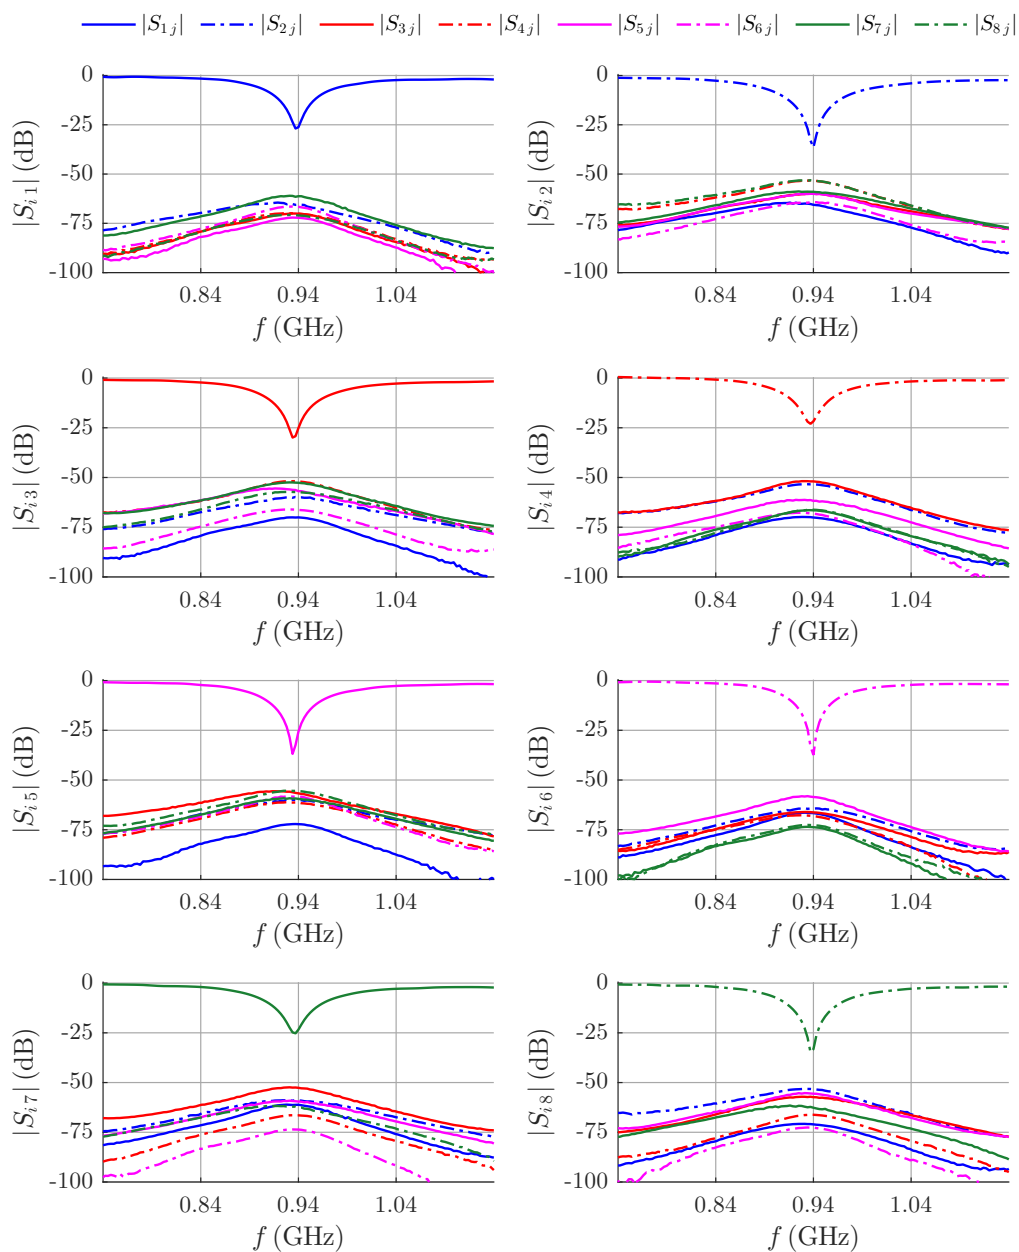 |S₁ⱼ| |S₂ⱼ| |S₃ⱼ| |S₄ⱼ| |S₅ⱼ| |S₆ⱼ| |S₇ⱼ| |S₈ⱼ|
|Sᵢ₁| (dB)
0
-25
-50
-75
-100
0.84 0.94 1.04
f (GHz)
|Sᵢ₂| (dB)
0
-25
-50
-75
-100
0.84 0.94 1.04
f (GHz)
|Sᵢ₃| (dB)
0
-25
-50
-75
-100
0.84 0.94 1.04
f (GHz)
|Sᵢ₄| (dB)
0
-25
-50
-75
-100
0.84 0.94 1.04
f (GHz)
|Sᵢ₅| (dB)
0
-25
-50
-75
-100
0.84 0.94 1.04
f (GHz)
|Sᵢ₆| (dB)
0
-25
-50
-75
-100
0.84 0.94 1.04
f (GHz)
|Sᵢ₇| (dB)
0
-25
-50
-75
-100
0.84 0.94 1.04
f (GHz)
|Sᵢ₈| (dB)
0
-25
-50
-75
-100
0.84 0.94 1.04
f (GHz)